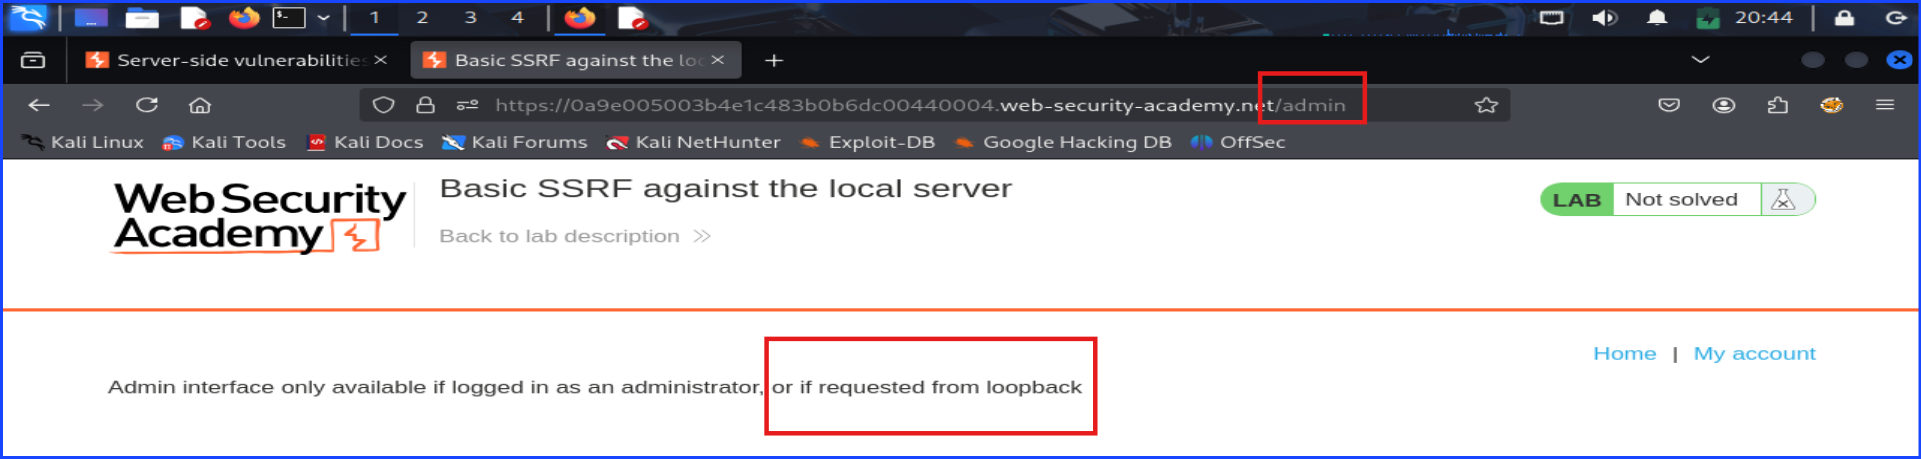 1 2 3 4 20:44
Server-side vulnerabilities Basic SSRF against the loc
https://0a9e005003b4e1c483b0b6dc00440004.web-security-academy.net/admin
Kali Linux Kali Tools Kali Docs Kali Forums Kali NetHunter Exploit-DB Google Hacking DB OffSec
Web Security
Academy
Basic SSRF against the local server
Back to lab description
LAB Not solved
Home | My account
Admin interface only available if logged in as an administrator, or if requested from loopback